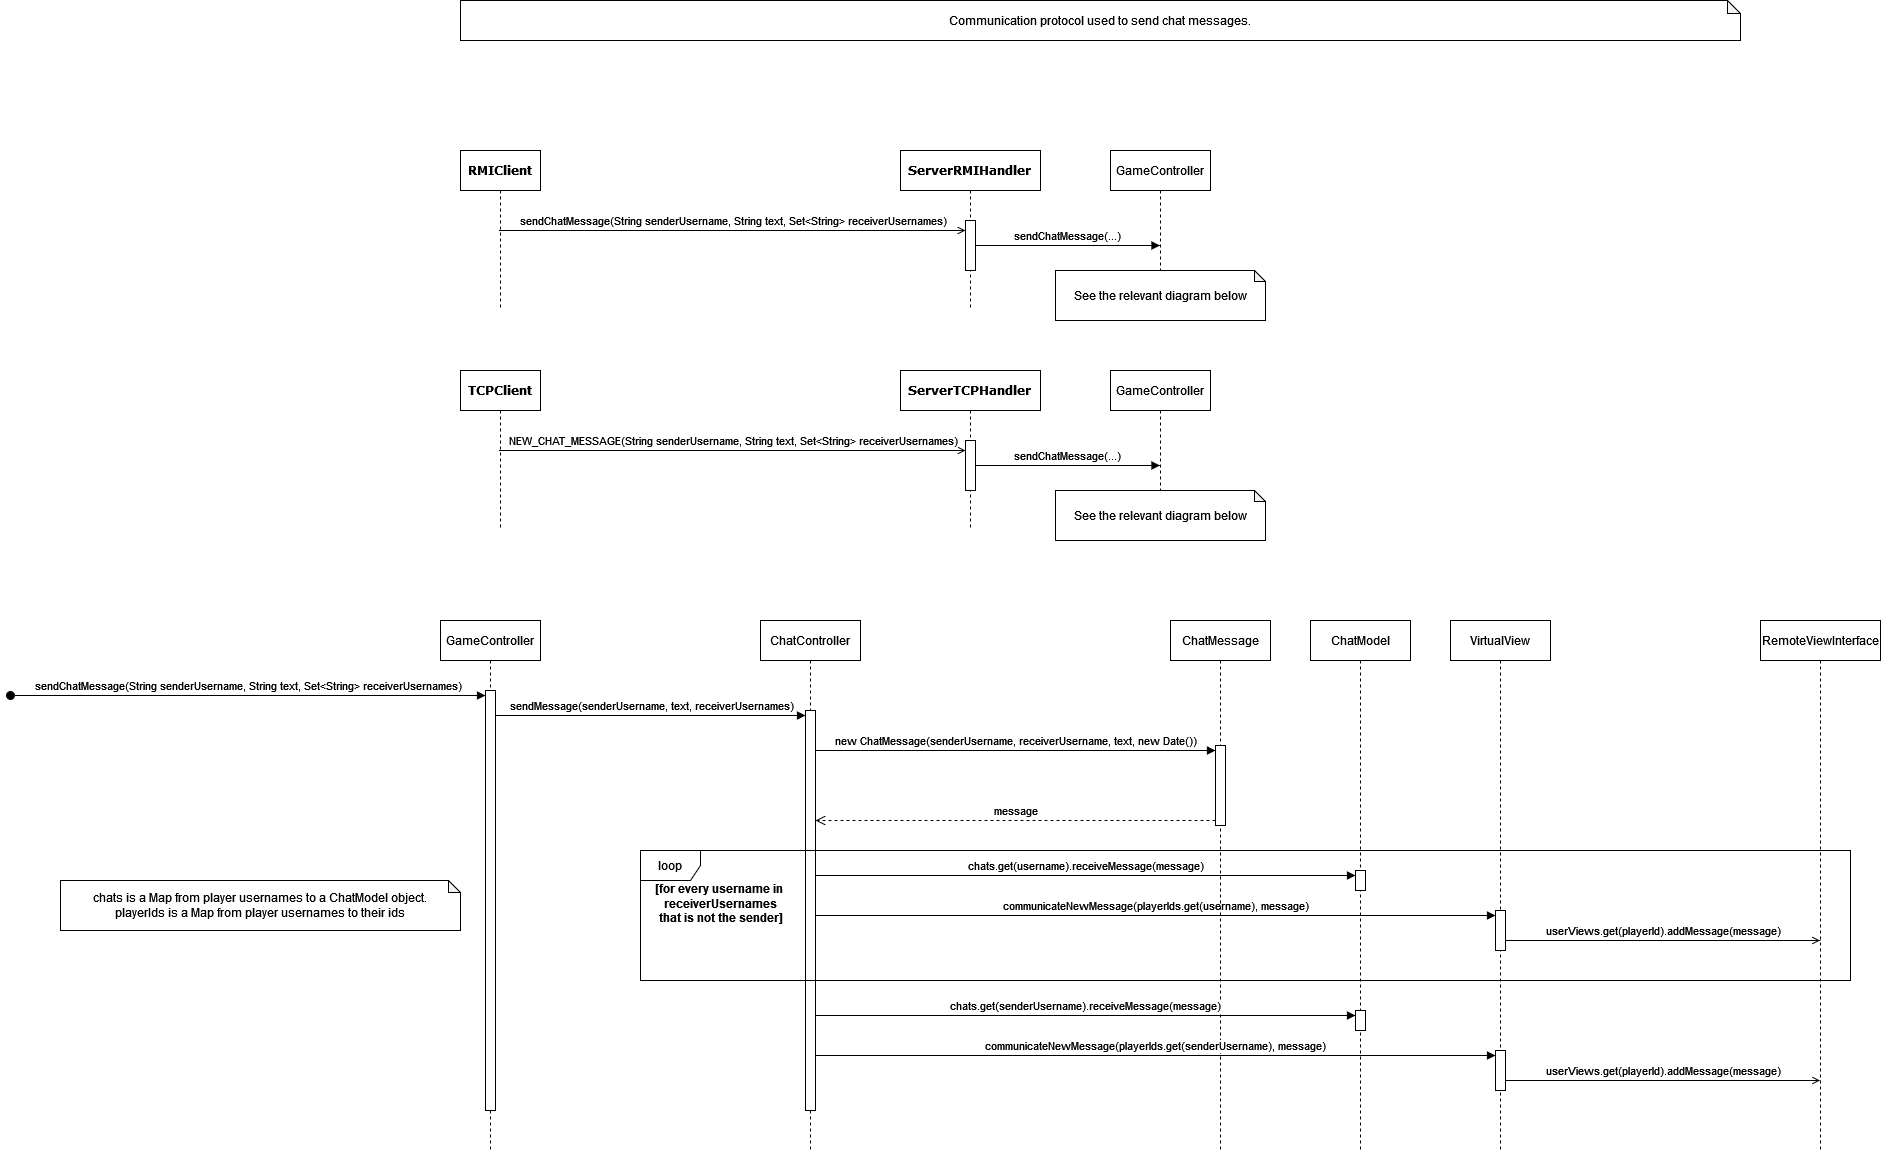 Communication protocol used to send chat messages.
RMIClient
ServerRMIHandler
GameController
sendChatMessage(String senderUsername, String text, Set<String> receiverUsernames)
sendChatMessage(...)
See the relevant diagram below
TCPClient
ServerTCPHandler
GameController
NEW_CHAT_MESSAGE(String senderUsername, String text, Set<String> receiverUsernames)
sendChatMessage(...)
See the relevant diagram below
GameController
ChatController
ChatMessage
ChatModel
VirtualView
RemoteViewInterface
sendChatMessage(String senderUsername, String text, Set<String> receiverUsernames)
sendMessage(senderUsername, text, receiverUsernames)
new ChatMessage(senderUsername, receiverUsername, text, new Date())
message
loop
[for every username in
receiverUsernames
that is not the sender]
chats.get(username).receiveMessage(message)
chats is a Map from player usernames to a ChatModel object.
playerIds is a Map from player usernames to their ids
communicateNewMessage(playerIds.get(username), message)
userViews.get(playerId).addMessage(message)
chats.get(senderUsername).receiveMessage(message)
communicateNewMessage(playerIds.get(senderUsername), message)
userViews.get(playerId).addMessage(message)